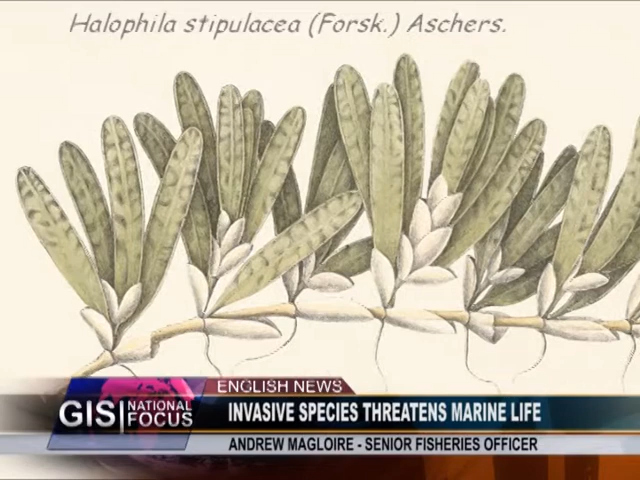 Halophila stipulacea (Forsk.) Aschers.
ENGLISH NEWS
GIS NATIONAL FOCUS
INVASIVE SPECIES THREATENS MARINE LIFE
ANDREW MAGLOIRE - SENIOR FISHERIES OFFICER